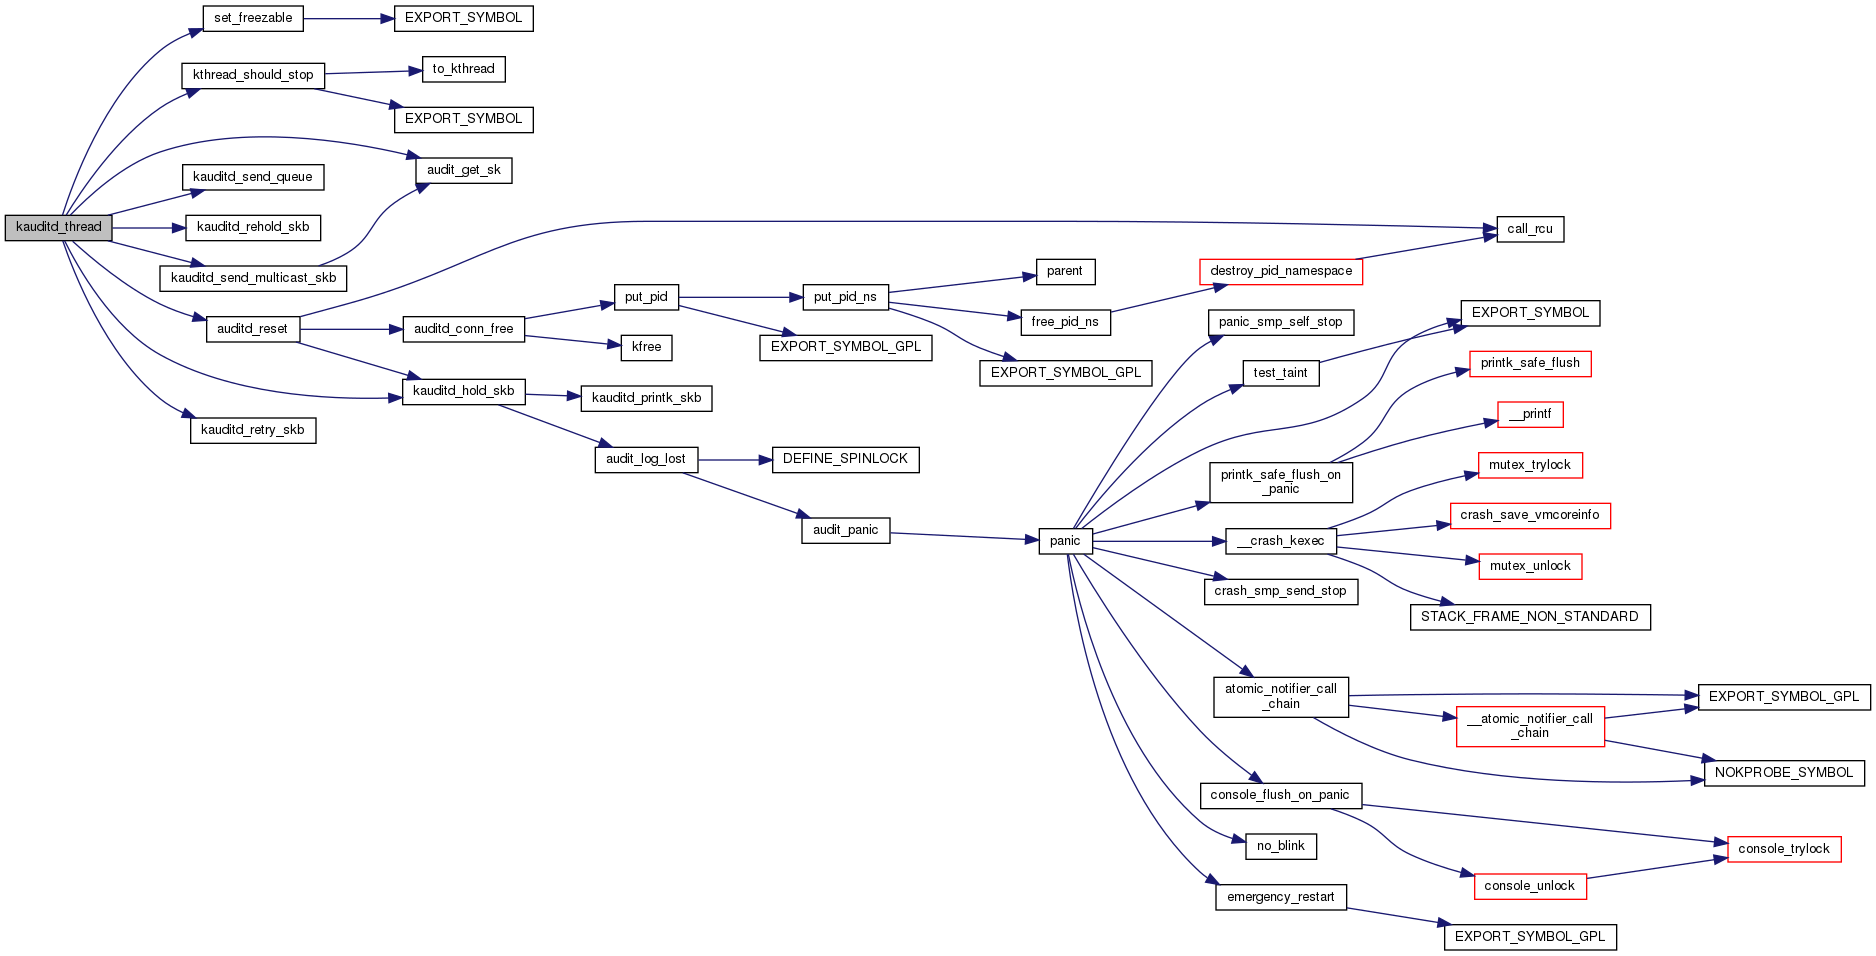 set_freezable
EXPORT_SYMBOL
kthread_should_stop
to_kthread
EXPORT_SYMBOL
audit_get_sk
kauditd_send_queue
kauditd_thread
kauditd_rehold_skb
call_rcu
kauditd_send_multicast_skb
parent
destroy_pid_namespace
put_pid
put_pid_ns
auditd_reset
auditd_conn_free
free_pid_ns
panic_smp_self_stop
EXPORT_SYMBOL
EXPORT_SYMBOL_GPL
kfree
EXPORT_SYMBOL_GPL
test_taint
printk_safe_flush
kauditd_hold_skb
kauditd_printk_skb
__printf
kauditd_retry_skb
audit_log_lost
DEFINE_SPINLOCK
printk_safe_flush_on
_panic
mutex_trylock
crash_save_vmcoreinfo
audit_panic
panic
__crash_kexec
mutex_unlock
crash_smp_send_stop
STACK_FRAME_NON_STANDARD
atomic_notifier_call
_chain
EXPORT_SYMBOL_GPL
__atomic_notifier_call
_chain
NOKPROBE_SYMBOL
console_flush_on_panic
no_blink
console_trylock
console_unlock
emergency_restart
EXPORT_SYMBOL_GPL